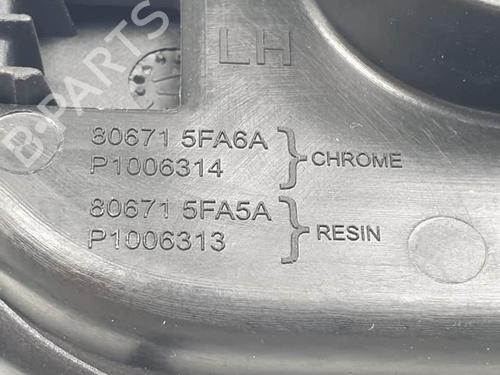 LH
80671 5FA6A
P1006314
CHROME
80671 5FA5A
P1006313
RESIN
B-PARTS